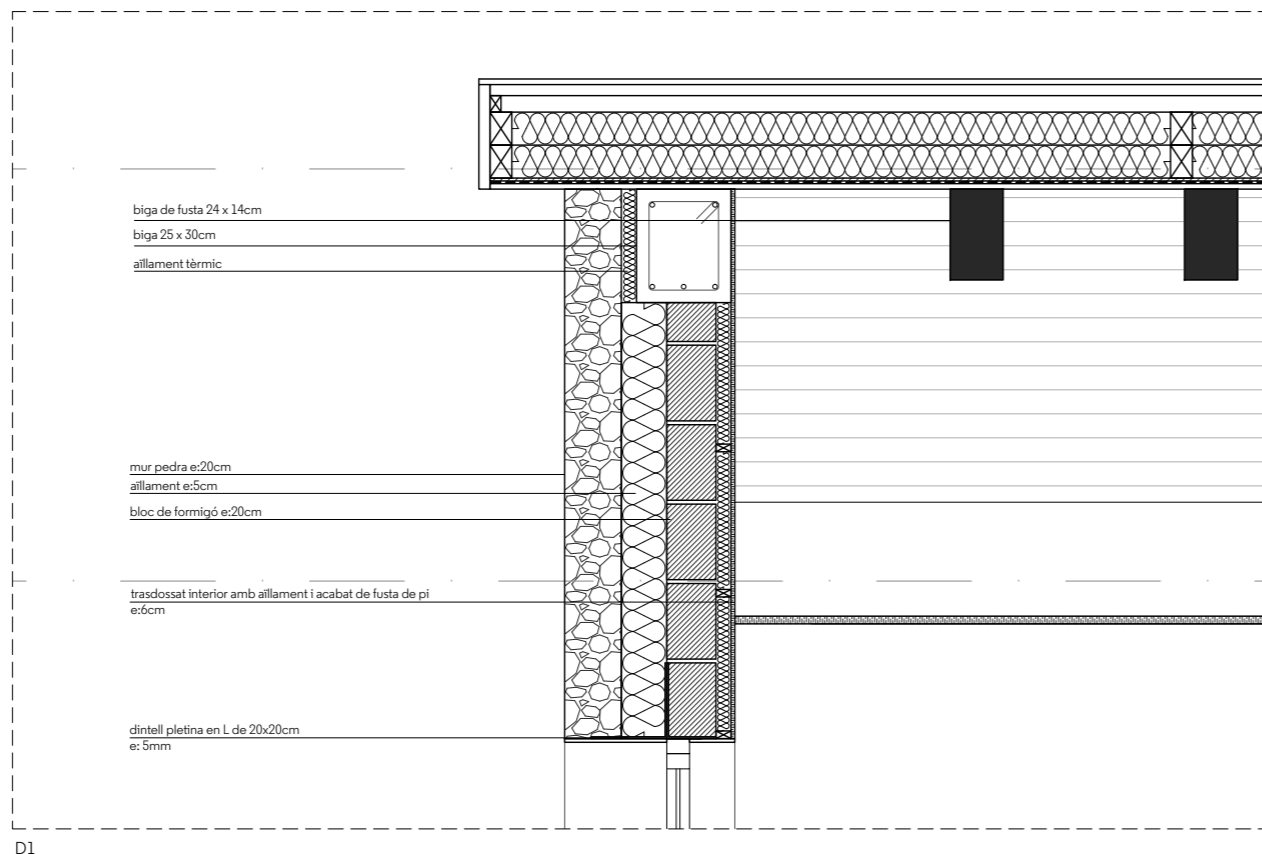 biga de fusta 24 x 14cm
biga 25 x 30cm
aïllament tèrmic
mur pedra e:20cm
aïllament e:5cm
bloc de formigó e:20cm
trasdossat interior amb aïllament i acabat de fusta de pi
e:6cm
dintell pletina en L de 20x20cm
e: 5mm
D1